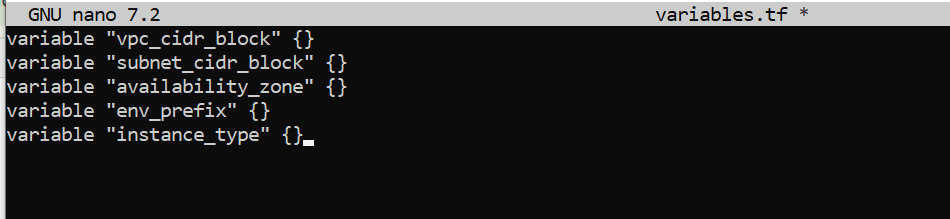 GNU nano 7.2 variables.tf *
variable "vpc_cidr_block" {}
variable "subnet_cidr_block" {}
variable "availability_zone" {}
variable "env_prefix" {}
variable "instance_type" {}